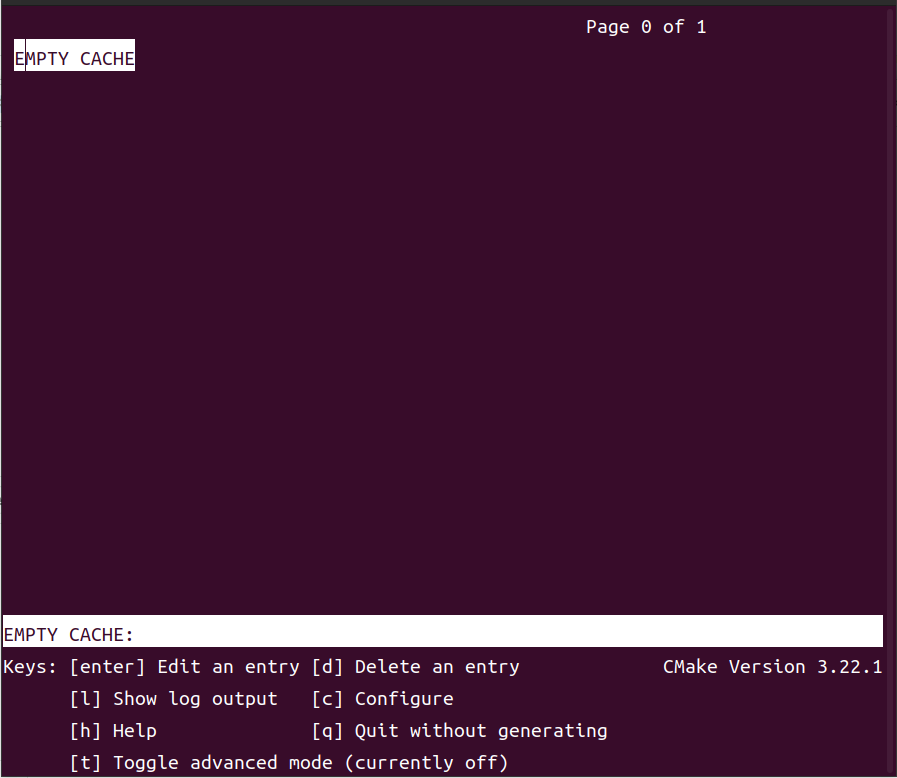 Page 0 of 1
EMPTY CACHE
EMPTY CACHE:
Keys: [enter] Edit an entry [d] Delete an entry CMake Version 3.22.1
[l] Show log output [c] Configure
[h] Help [q] Quit without generating
[t] Toggle advanced mode (currently off)